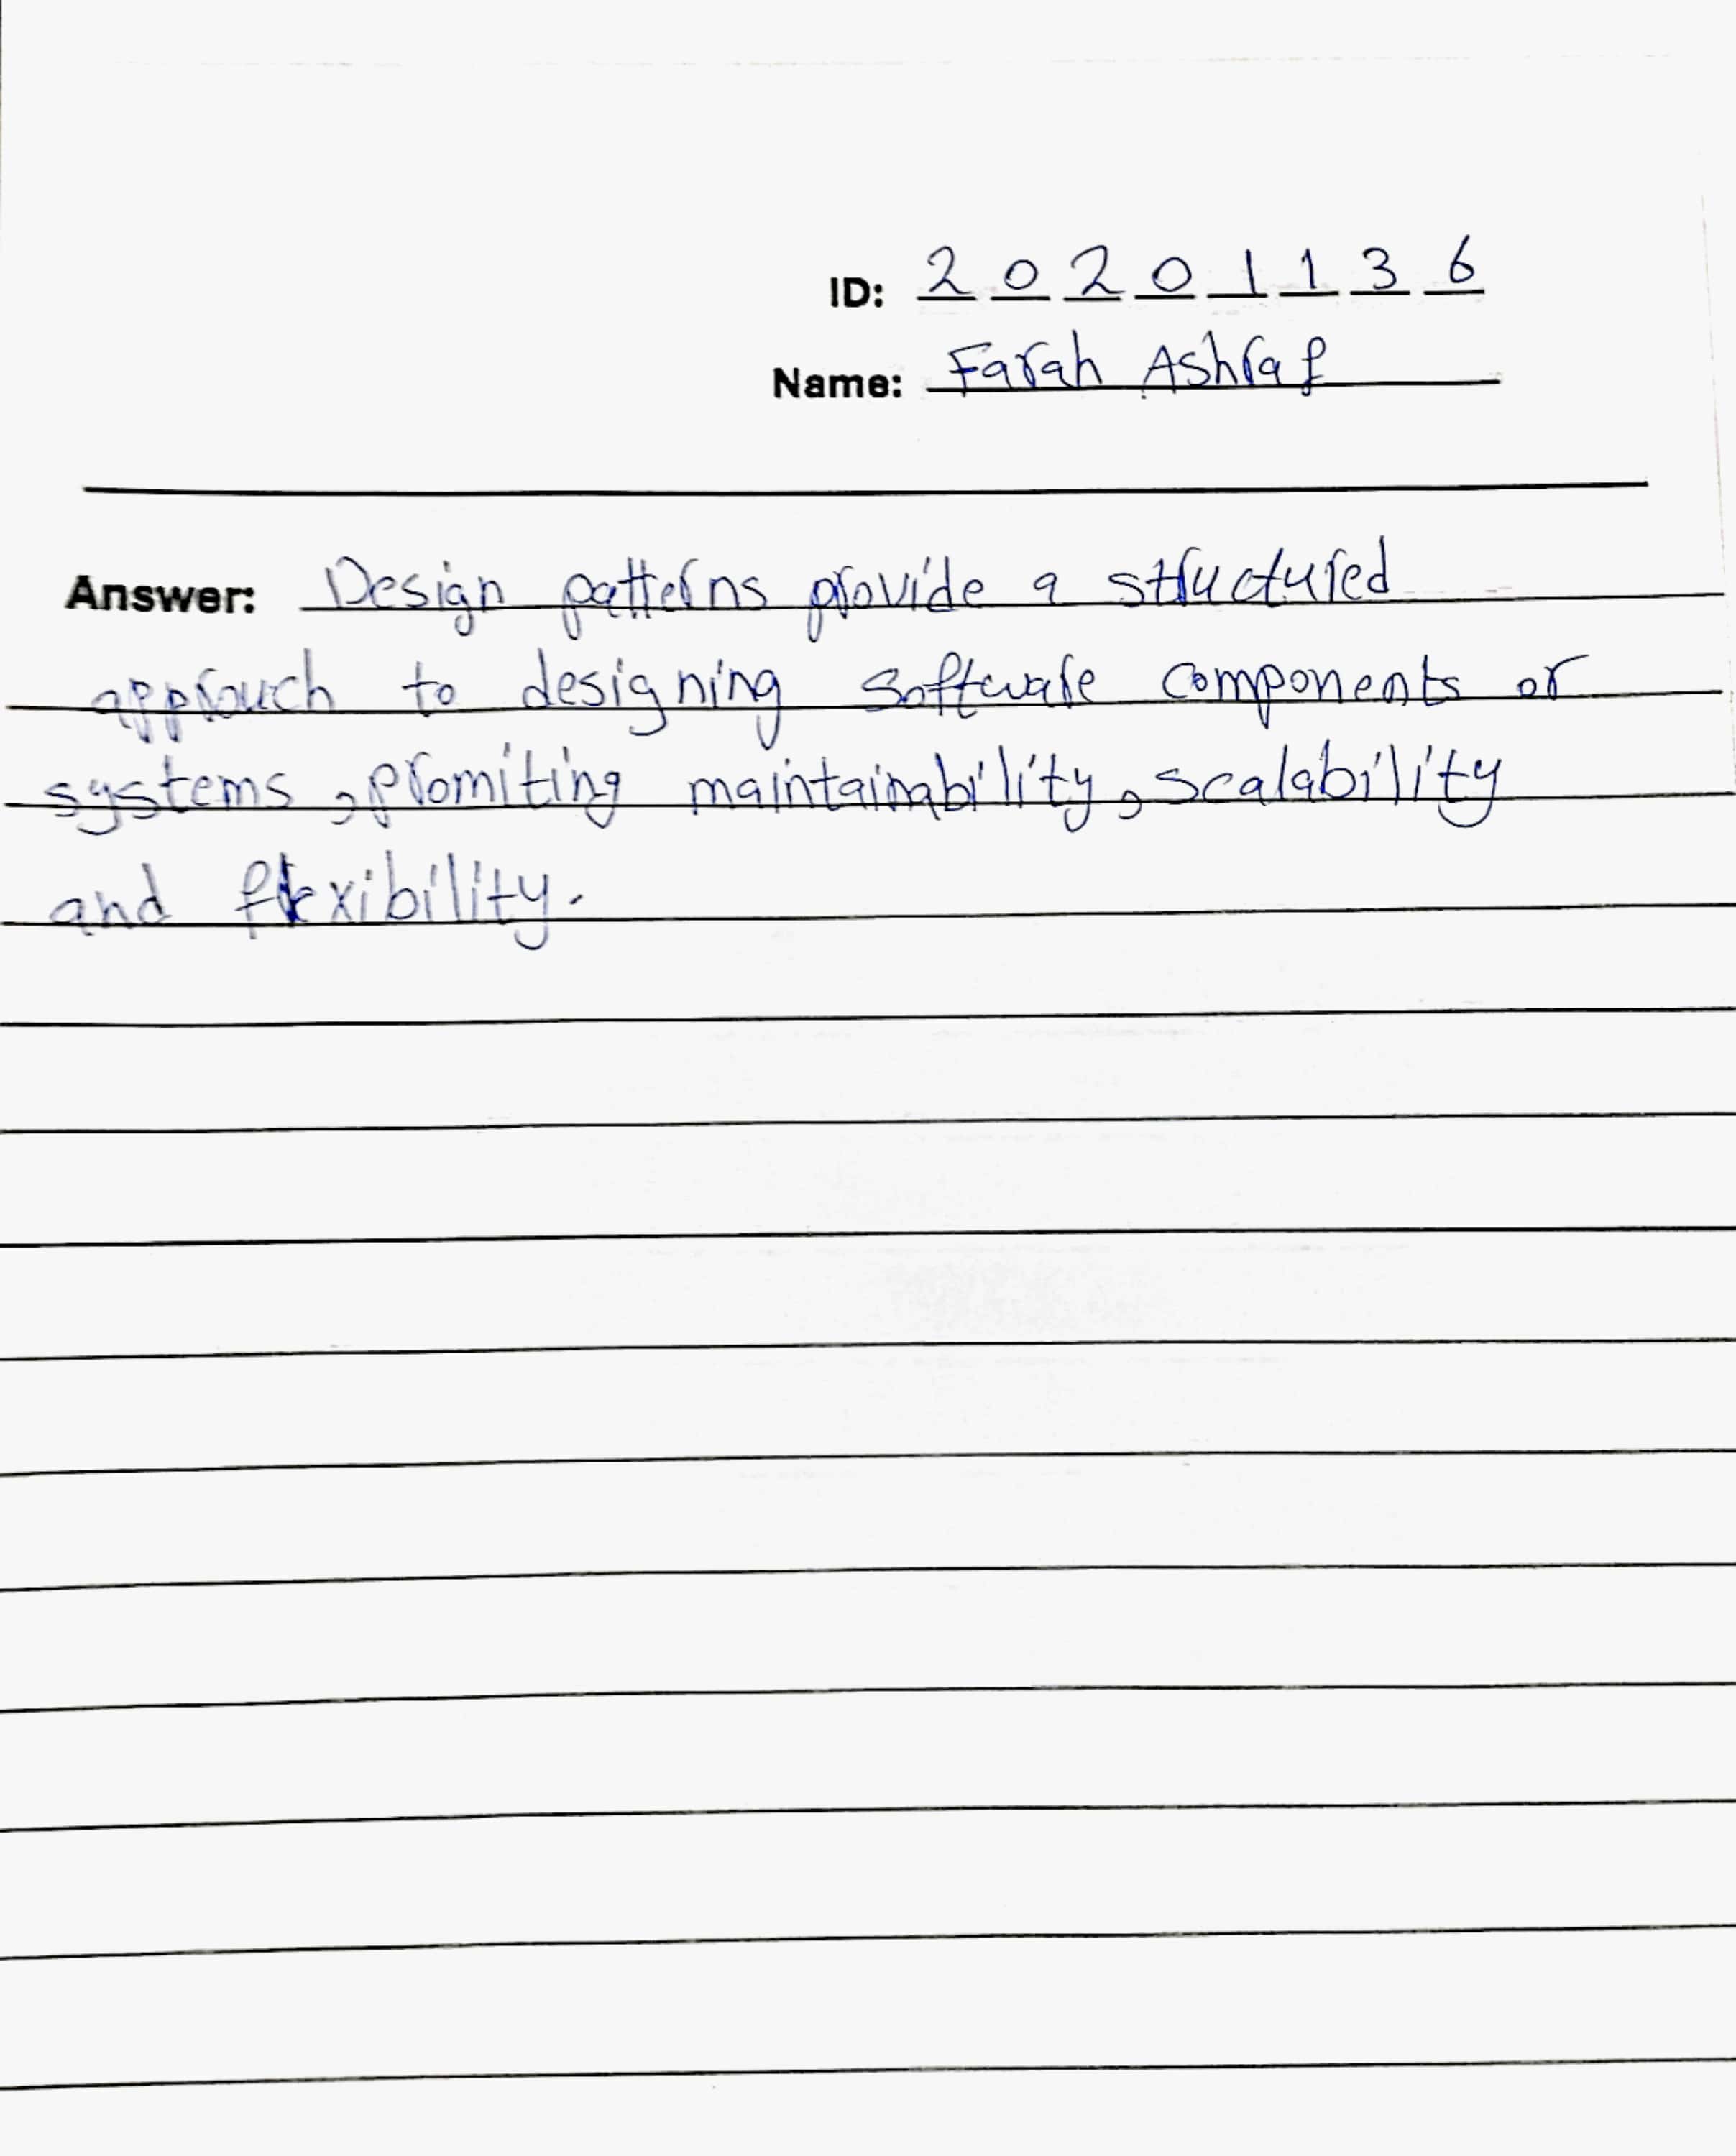 ID: 2 0 2 0 1 1 3 6
Name: Farah Ashraf
Answer: Design patterns provide a structured
approuch to designing software components or
systems, promiting maintainability, scalability
and flexibility.